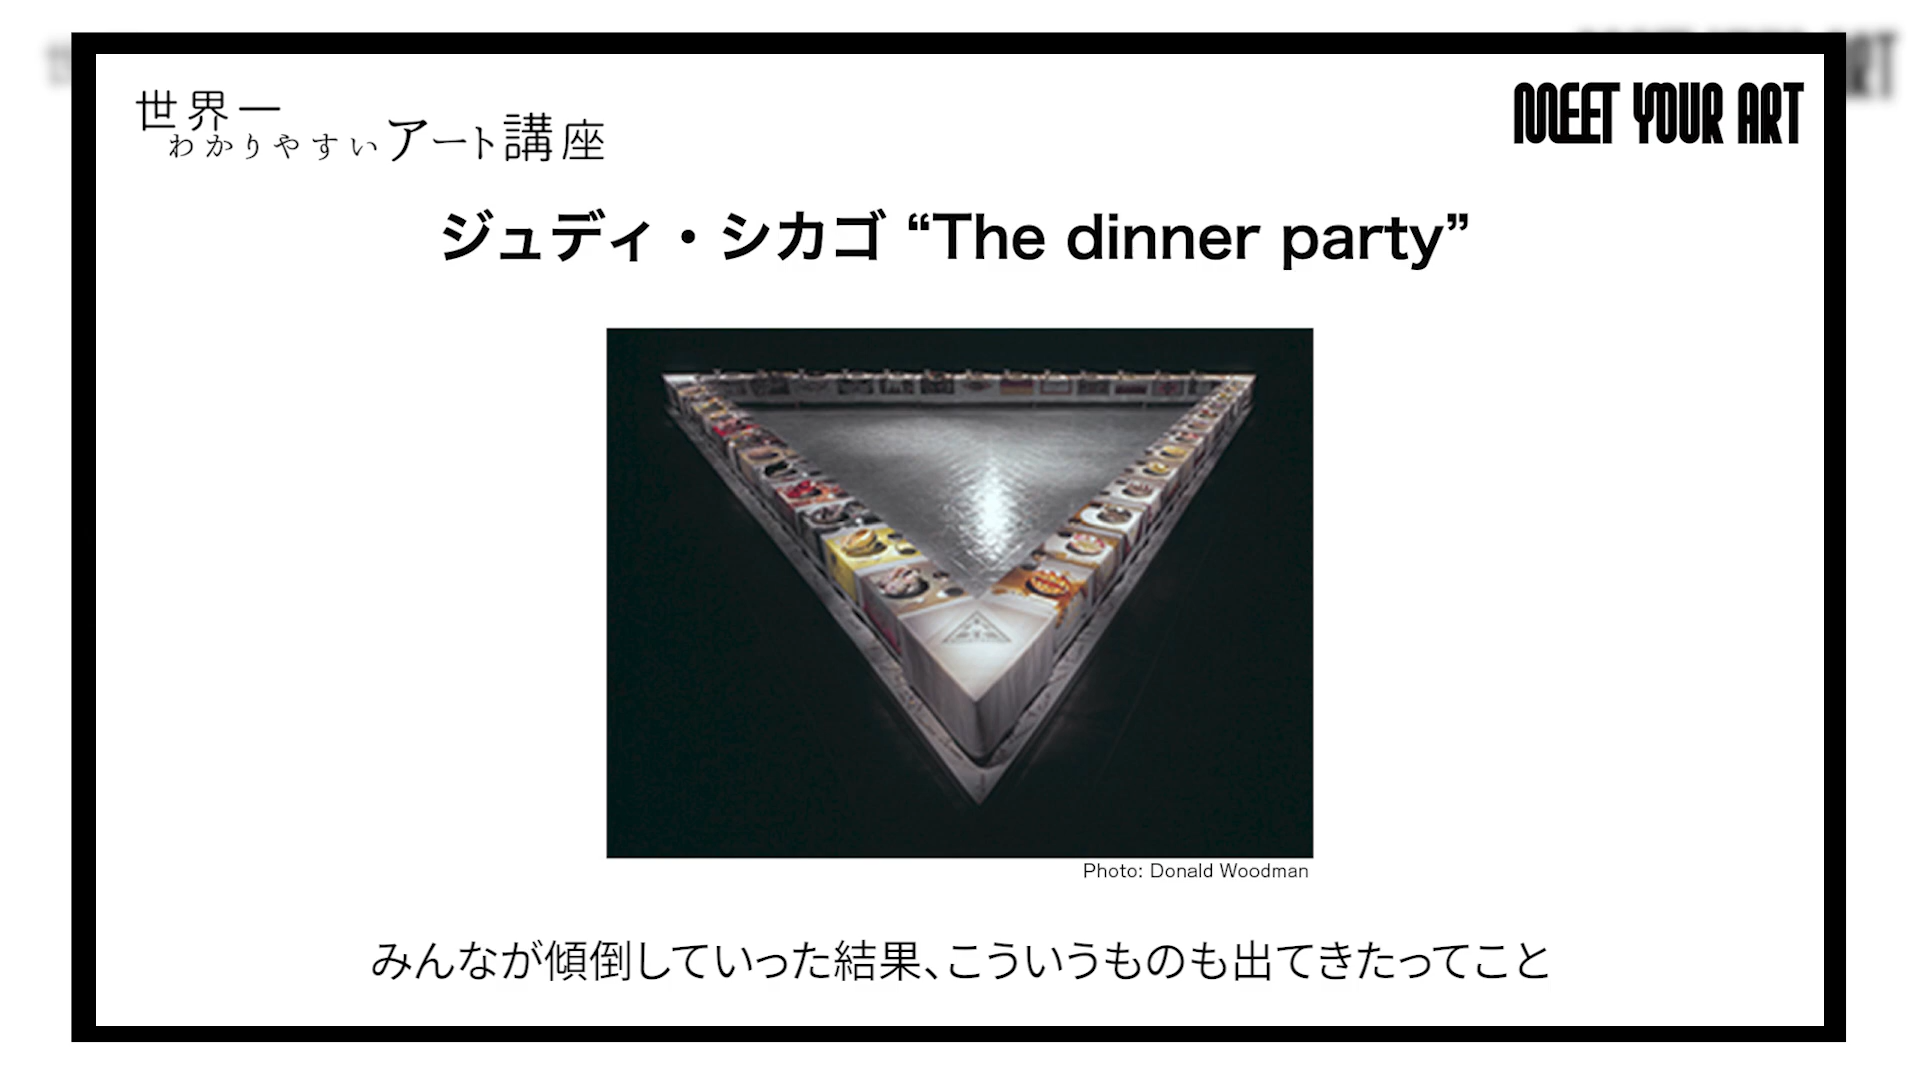 世界一
わかりやすいアート講座
MEET YOUR ART
ジュディ・シカゴ “The dinner party”
Photo: Donald Woodman
みんなが傾倒していった結果、こういうものも出てきたってこと